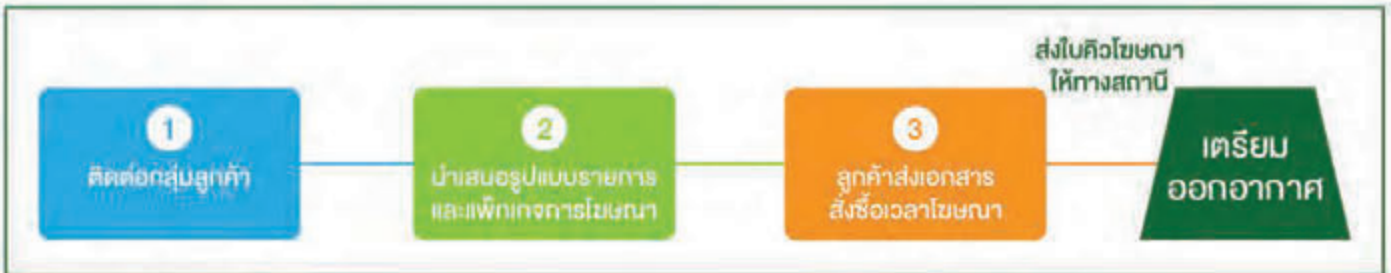 1
ติดต่อกลุ่มลูกค้า
2
นำเสนอรูปแบบรายการ
และแพ็กเกจการโฆษณา
3
ลูกค้าส่งเอกสาร
สั่งซื้อเวลาโฆษณา
ส่งใบคิวโฆษณา
ให้ทางสถานี
เตรียม
ออกอากาศ